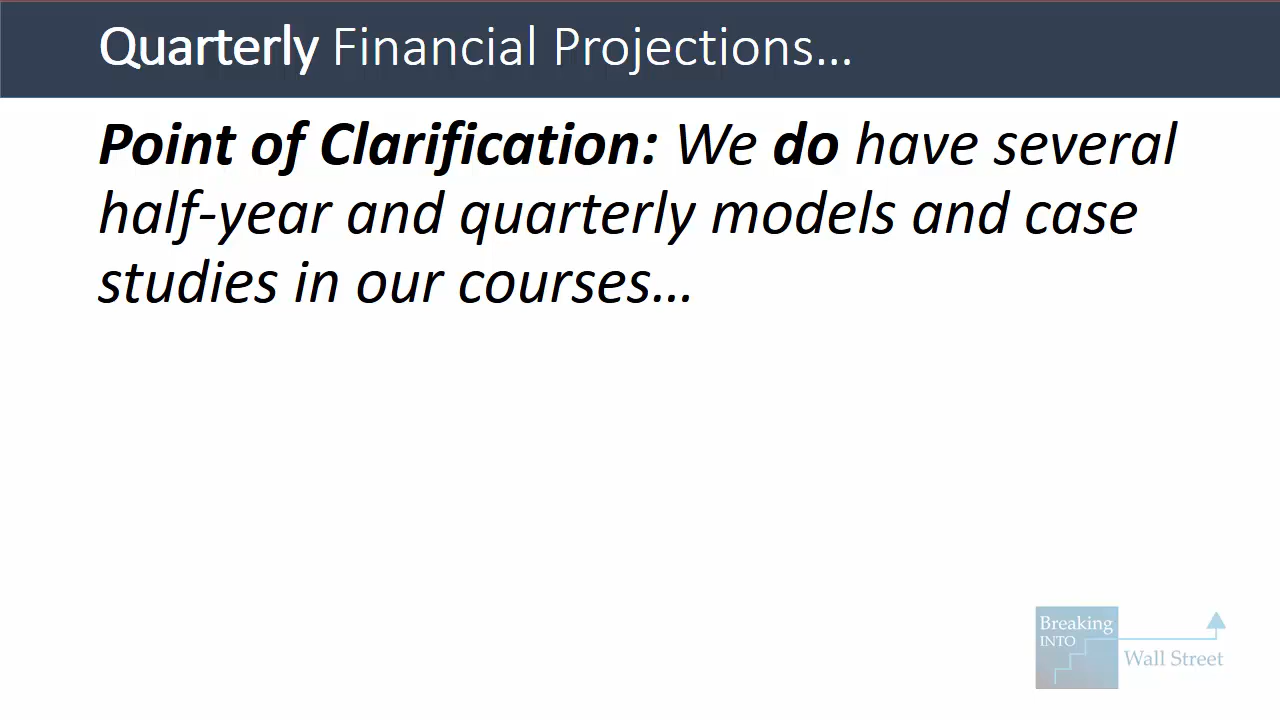 Quarterly Financial Projections...
Point of Clarification: We do have several
half-year and quarterly models and case
studies in our courses...
Breaking
INTO
Wall Street